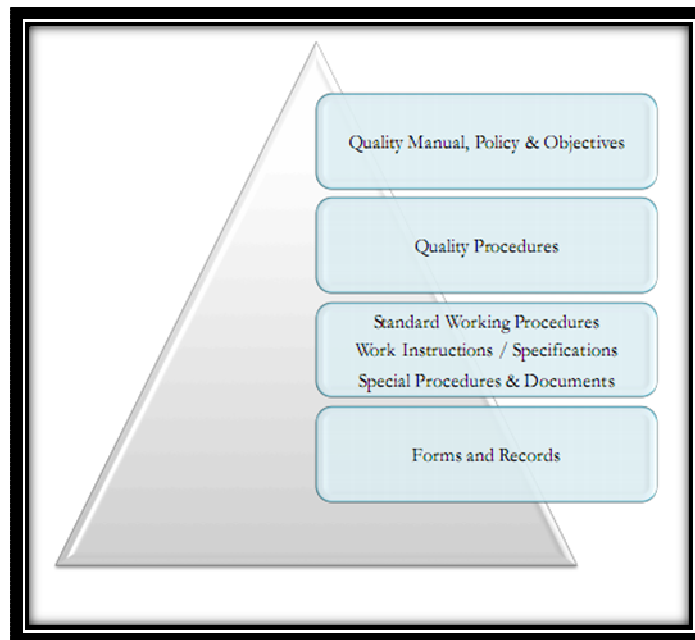 Quality Manual, Policy & Objectives
Quality Procedures
Standard Working Procedures
Work Instructions / Specifications
Special Procedures & Documents
Forms and Records